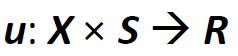 u: X × S → R